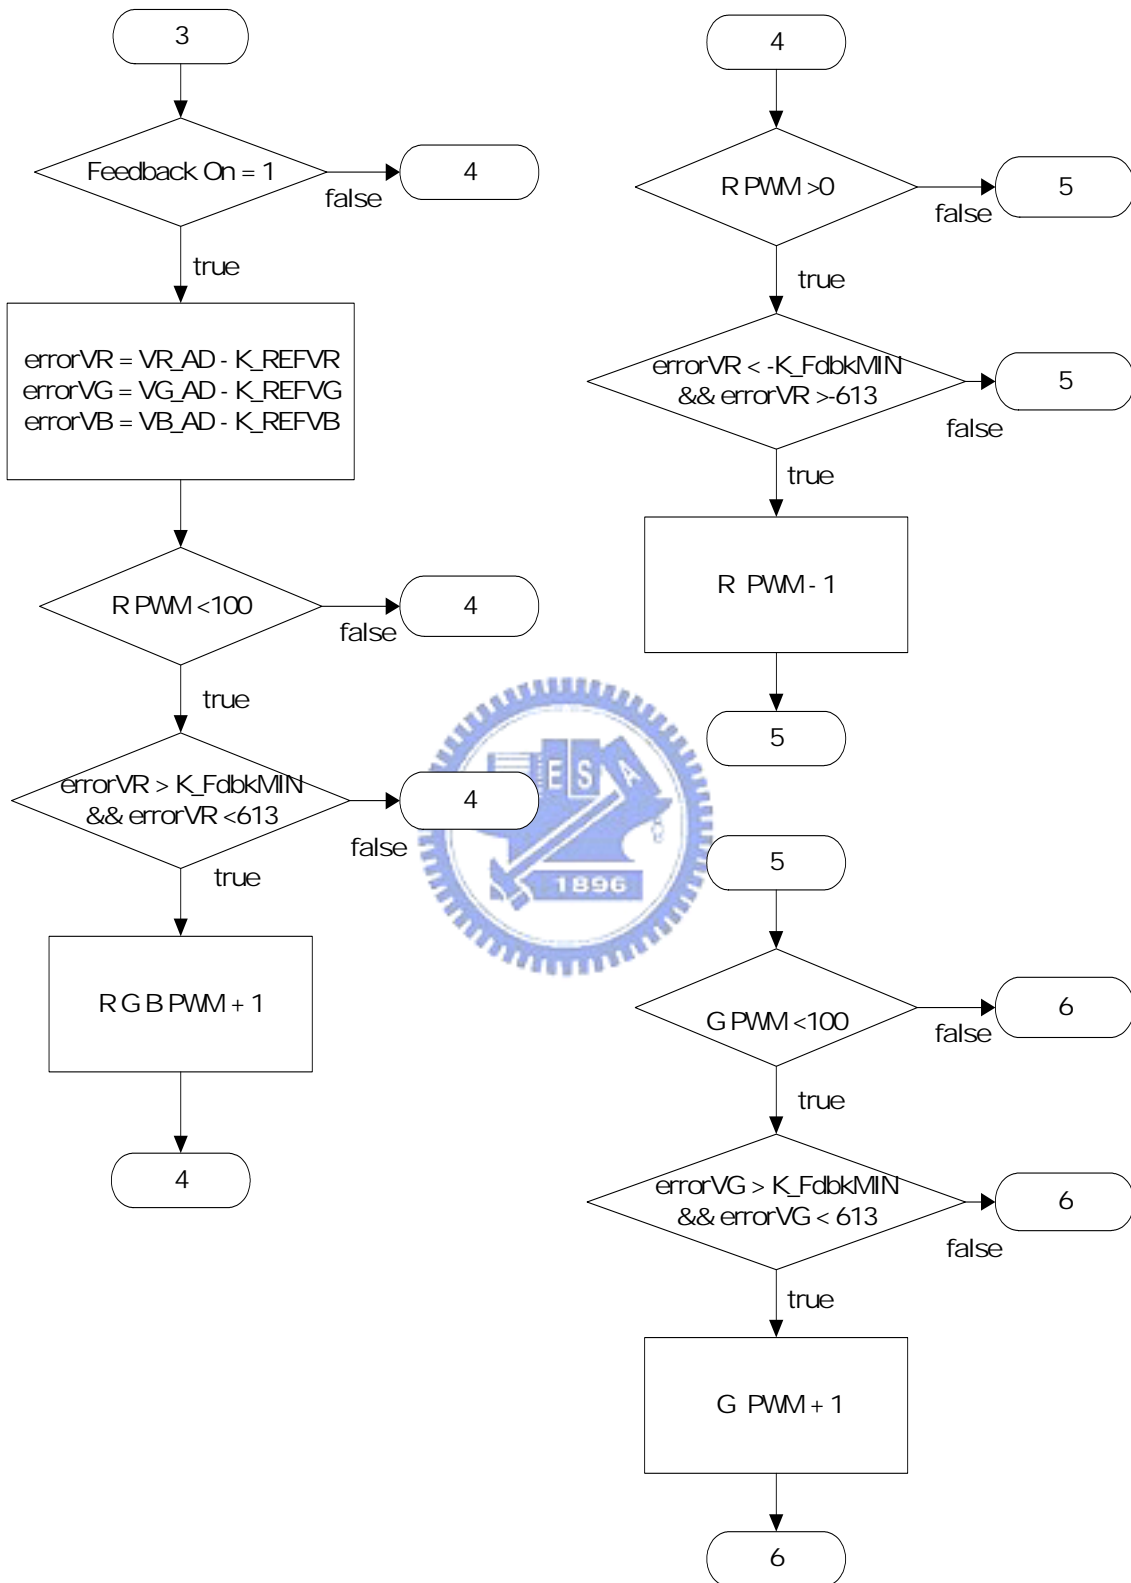 3
Feedback On = 1
false
4
true
errorVR = VR_AD - K_REFVR
errorVG = VG_AD - K_REFVG
errorVB = VB_AD - K_REFVB
R PWM <100
false
4
true
errorVR > K_FdbkMIN
&& errorVR <613
false
4
true
R G B PWM + 1
4
4
R PWM >0
false
5
true
errorVR < -K_FdbkMIN
&& errorVR >-613
false
5
true
R PWM - 1
5
E S A
1896
5
G PWM <100
false
6
true
errorVG > K_FdbkMIN
&& errorVG < 613
false
6
true
G PWM + 1
6